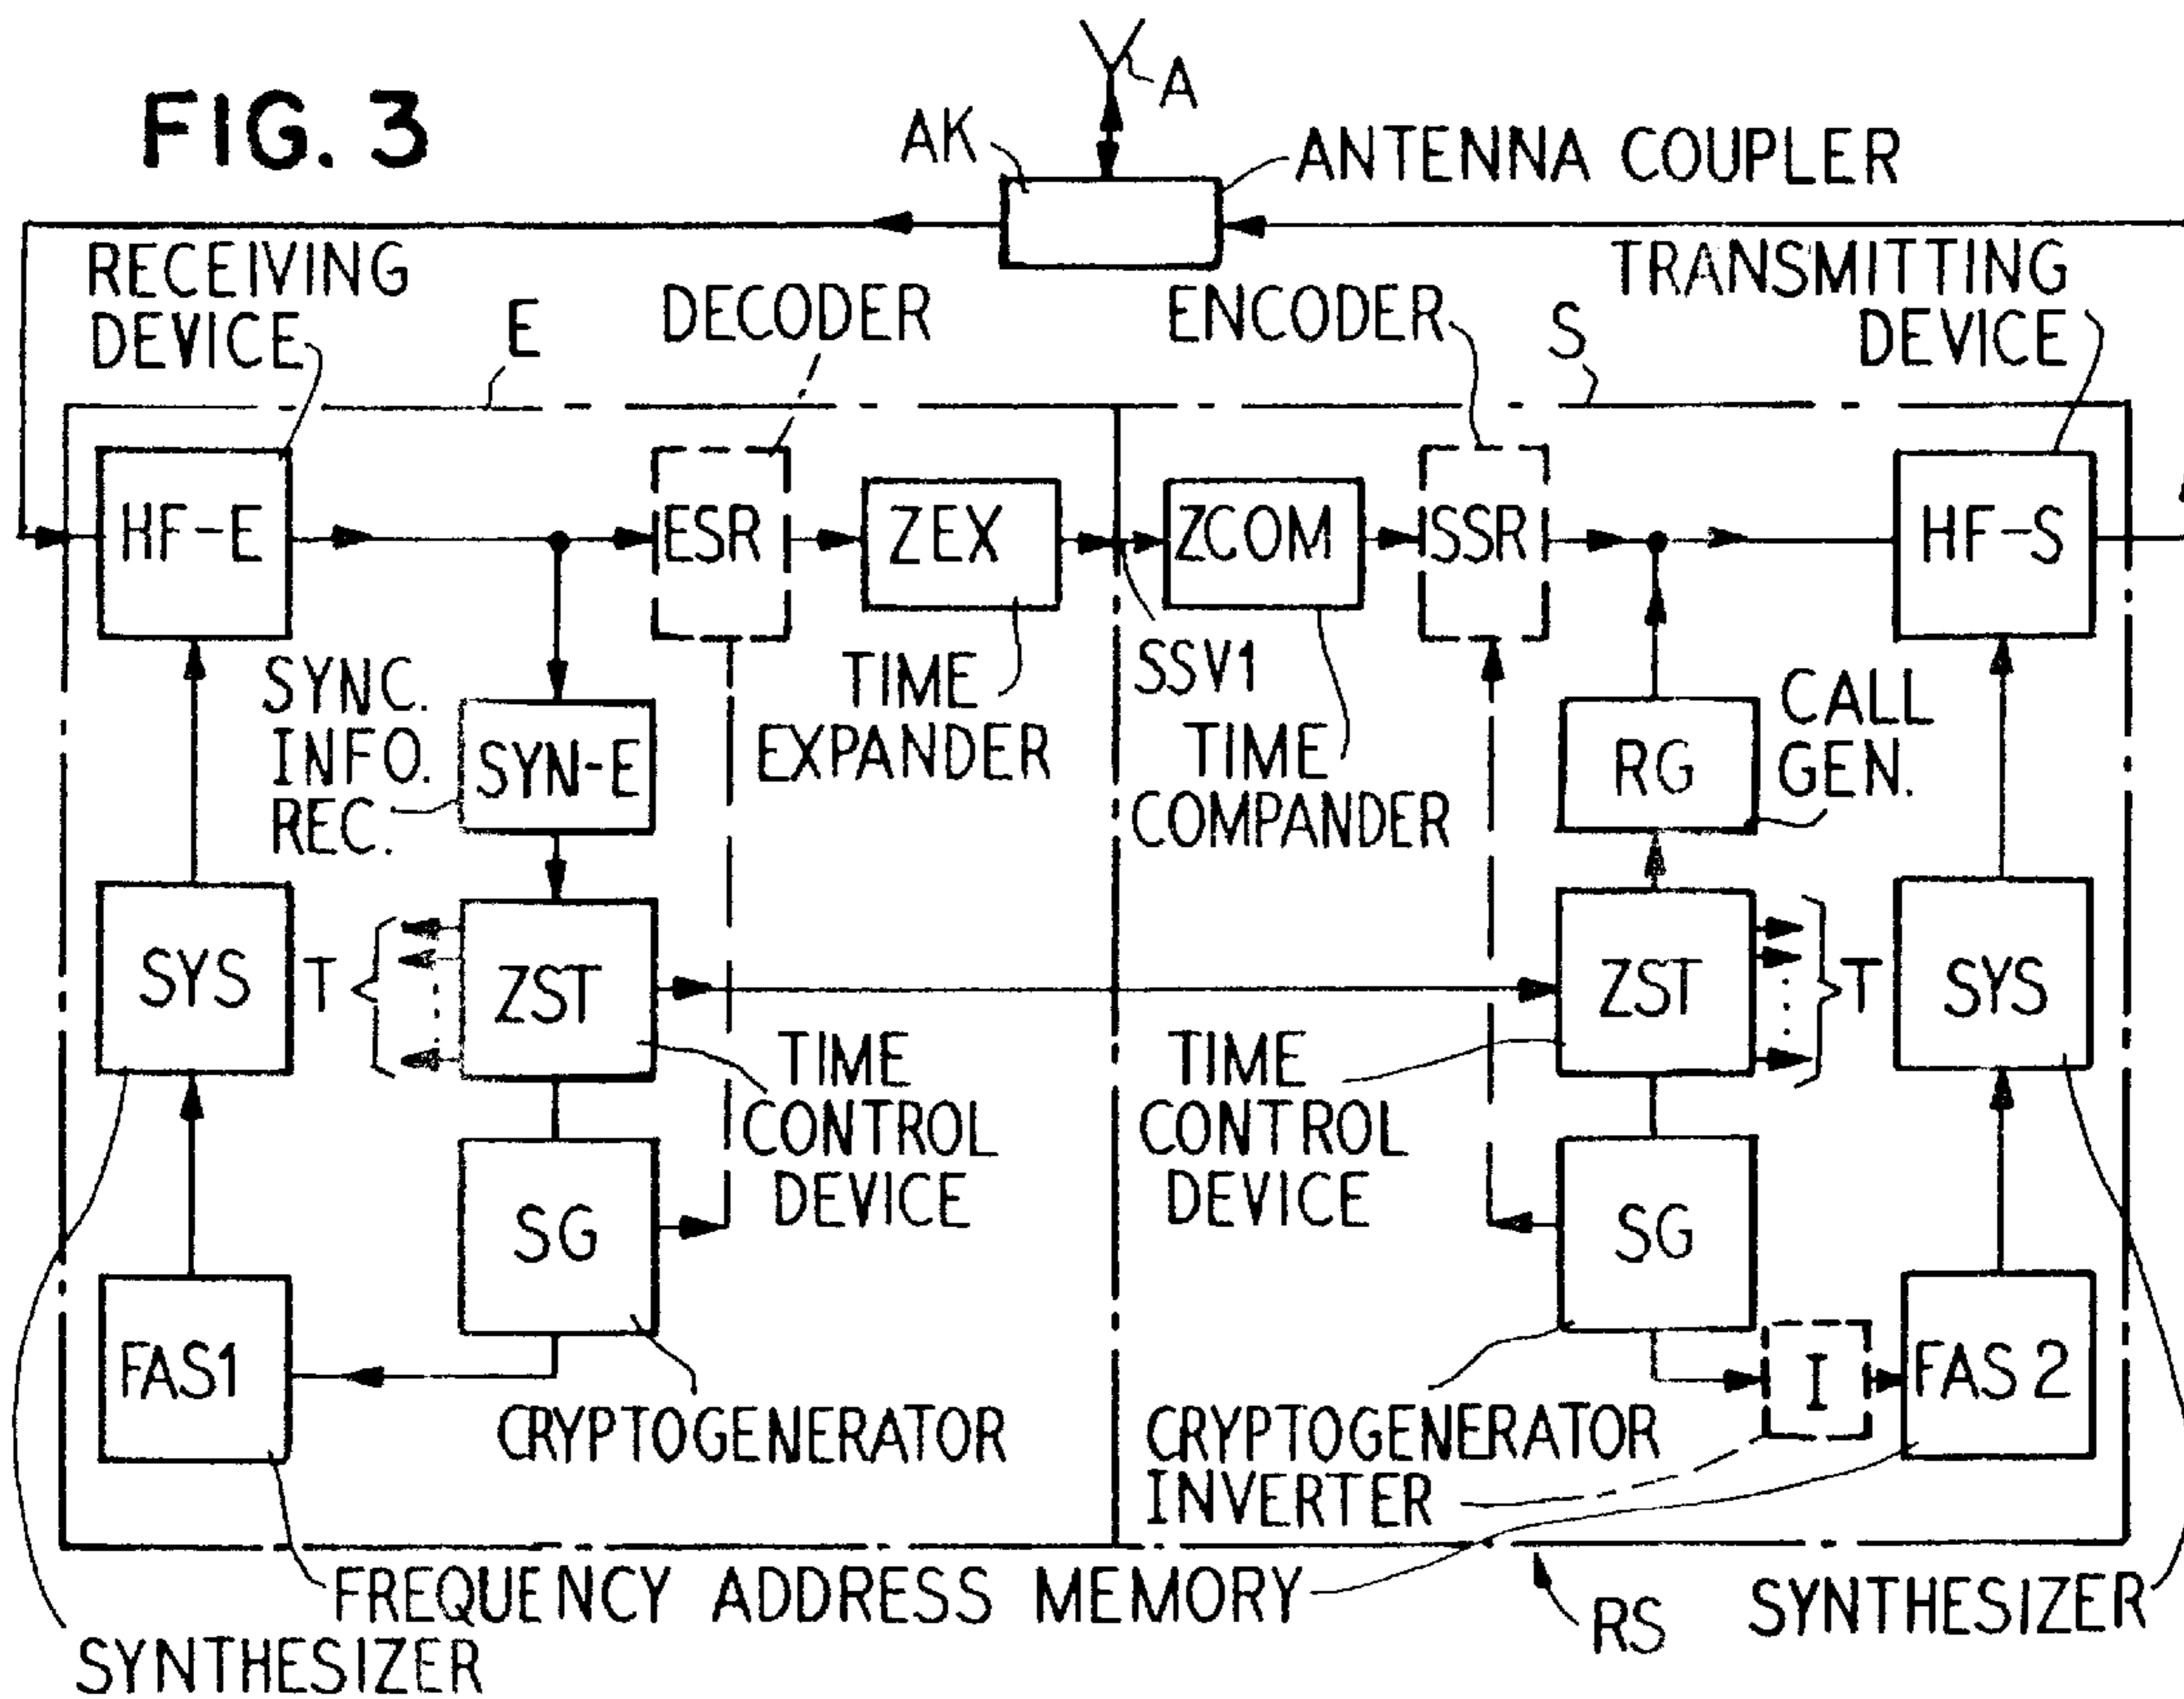 FIG. 3
A
AK
ANTENNA COUPLER
RECEIVING
DEVICE
E
DECODER
ENCODER
S
TRANSMITTING
DEVICE
HF-E
ESR
ZEX
ZCOM
SSR
HF-S
SYNC.
INFO.
REC.
SYN-E
TIME
EXPANDER
SSV1
TIME
COMPANDER
RG
CALL
GEN.
SYS
T
ZST
ZST
T
SYS
TIME
CONTROL
DEVICE
TIME
CONTROL
DEVICE
SG
SG
FAS1
CRYPTOGENERATOR
CRYPTOGENERATOR
INVERTER
I
FAS 2
FREQUENCY ADDRESS MEMORY
RS
SYNTHESIZER
SYNTHESIZER